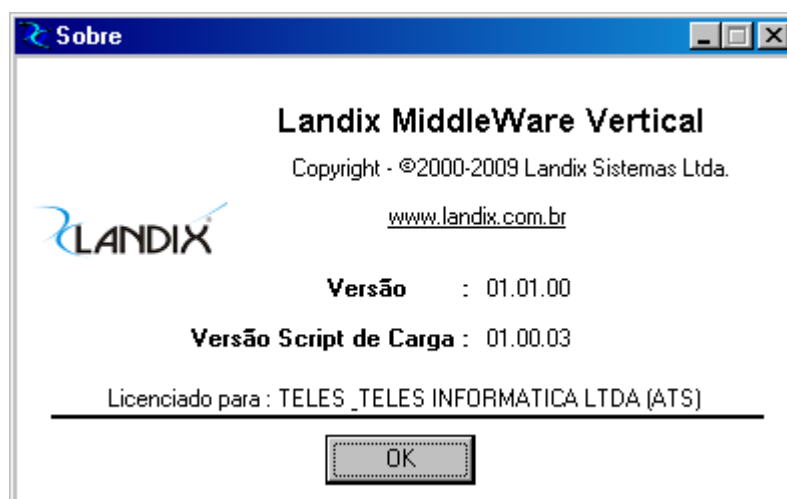 Sobre
Landix MiddleWare Vertical
Copyright - ©2000-2009 Landix Sistemas Ltda.
www.landix.com.br
LANDIX
Versão : 01.01.00
Versão Script de Carga : 01.00.03
Licenciado para : TELES _TELES INFORMATICA LTDA (ATS)
OK